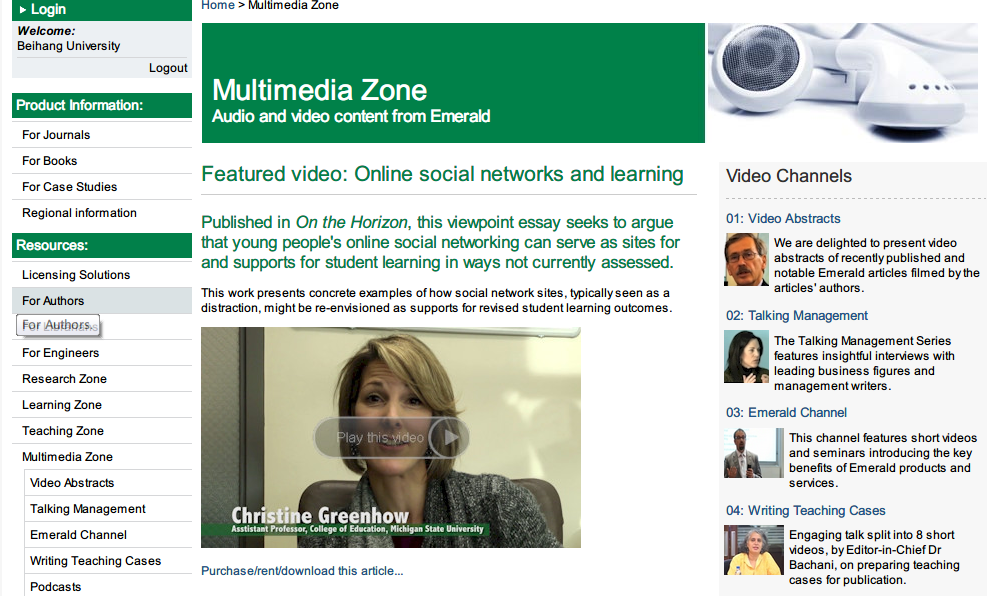 Login
Welcome:
Beihang University
Logout
Product Information:
For Journals
For Books
For Case Studies
Regional information
Resources:
Licensing Solutions
For Authors
For Authors
For Engineers
Research Zone
Learning Zone
Teaching Zone
Multimedia Zone
Video Abstracts
Talking Management
Emerald Channel
Writing Teaching Cases
Podcasts
Home > Multimedia Zone
Multimedia Zone
Audio and video content from Emerald
Featured video: Online social networks and learning
Published in On the Horizon, this viewpoint essay seeks to argue
that young people's online social networking can serve as sites for
and supports for student learning in ways not currently assessed.
This work presents concrete examples of how social network sites, typically seen as a
distraction, might be re-envisioned as supports for revised student learning outcomes.
Play this video
Christine Greenhow
Asstistant Professor, College of Education, Michigan State University
Purchase/rent/download this article...
Video Channels
01: Video Abstracts
We are delighted to present video
abstracts of recently published and
notable Emerald articles filmed by the
articles' authors.
02: Talking Management
The Talking Management Series
features insightful interviews with
leading business figures and
management writers.
03: Emerald Channel
This channel features short videos
and seminars introducing the key
benefits of Emerald products and
services.
04: Writing Teaching Cases
Engaging talk split into 8 short
videos, by Editor-in-Chief Dr
Bachani, on preparing teaching
cases for publication.